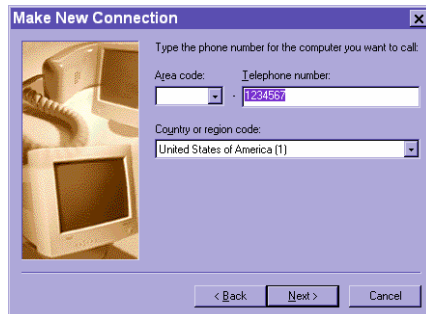 Make New Connection
Type the phone number for the computer you want to call:
Area code: Telephone number:
- 1234567
Country or region code:
United States of America (1)
< Back Next > Cancel